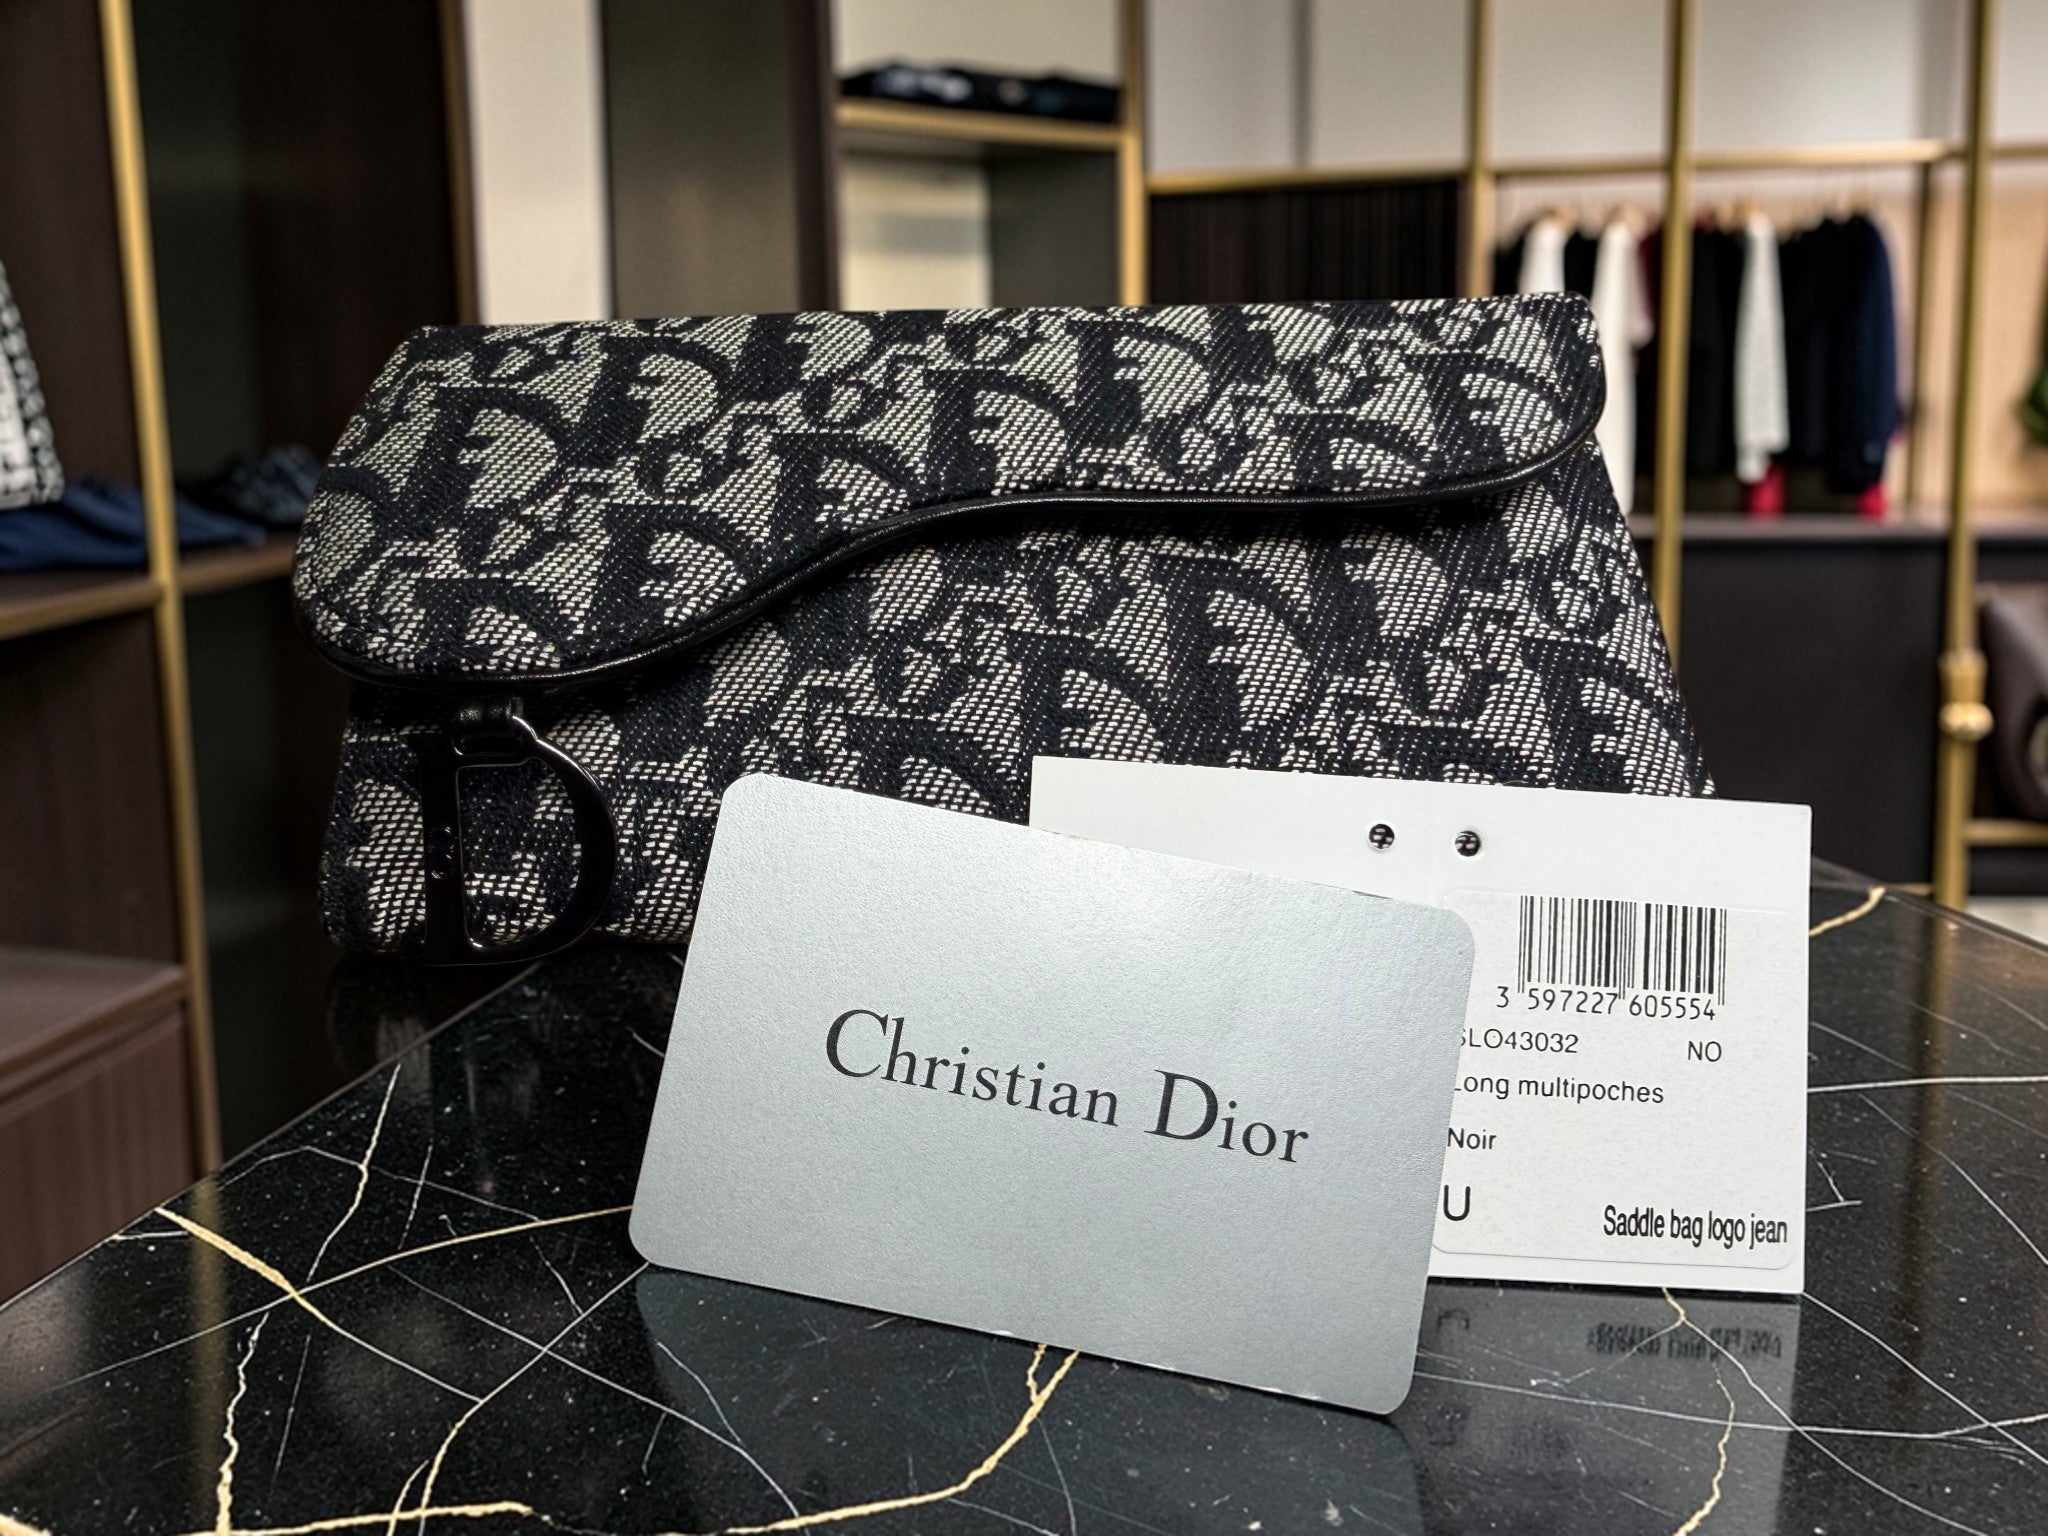 Christian Dior
3 597227 605554
SLO43032 NO
Long multipoches
Noir
U
Saddle bag logo jean